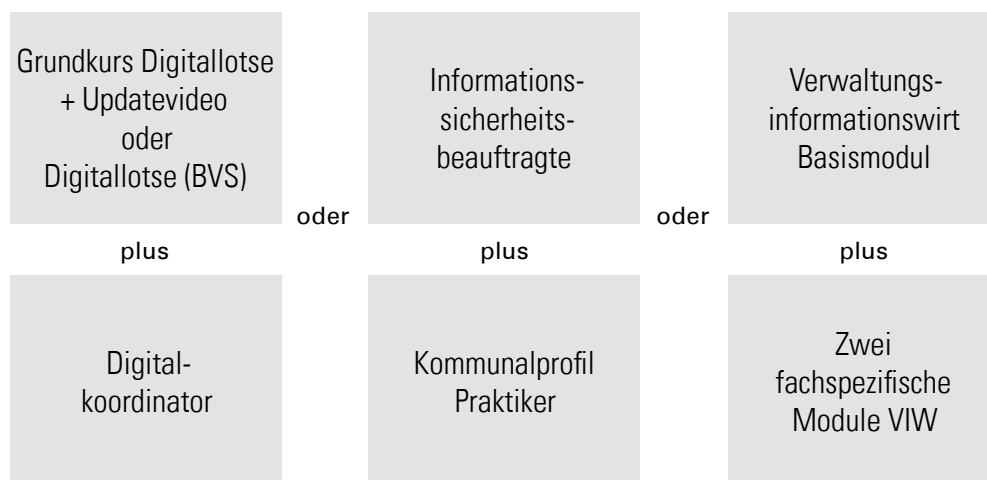 Grundkurs Digitallotse
+ Updatevideo
oder
Digitallotse (BVS)
oder
Informations-
sicherheits-
beauftragte
oder
Verwaltungs-
informationswirt
Basismodul
plus
plus
plus
Digital-
koordinator
Kommunalprofil
Praktiker
Zwei
fachspezifische
Module VIW